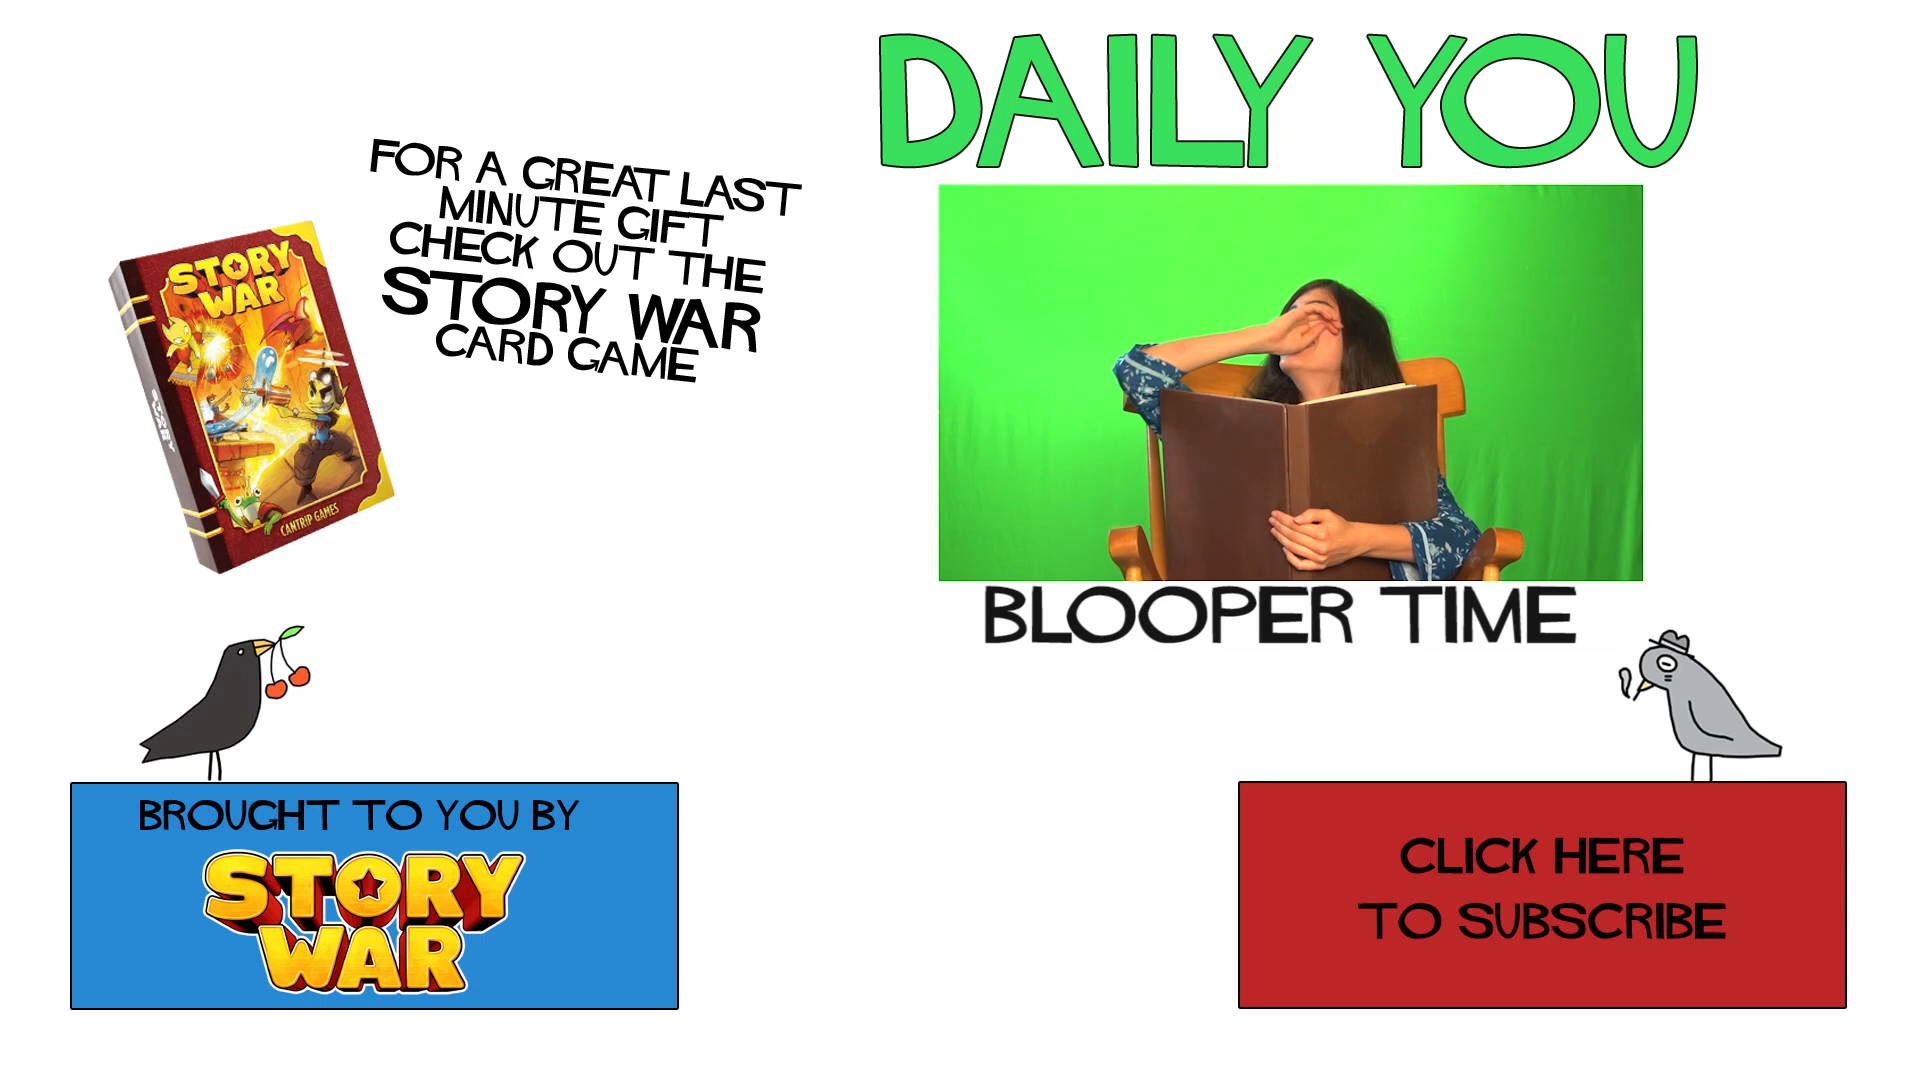 DAILY YOU
FOR A GREAT LAST
MINUTE GIFT
CHECK OUT THE
STORY WAR
CARD GAME
STORY
WAR
CANTRIP GAMES
BLOOPER TIME
BROUGHT TO YOU BY
STORY
WAR
CLICK HERE
TO SUBSCRIBE